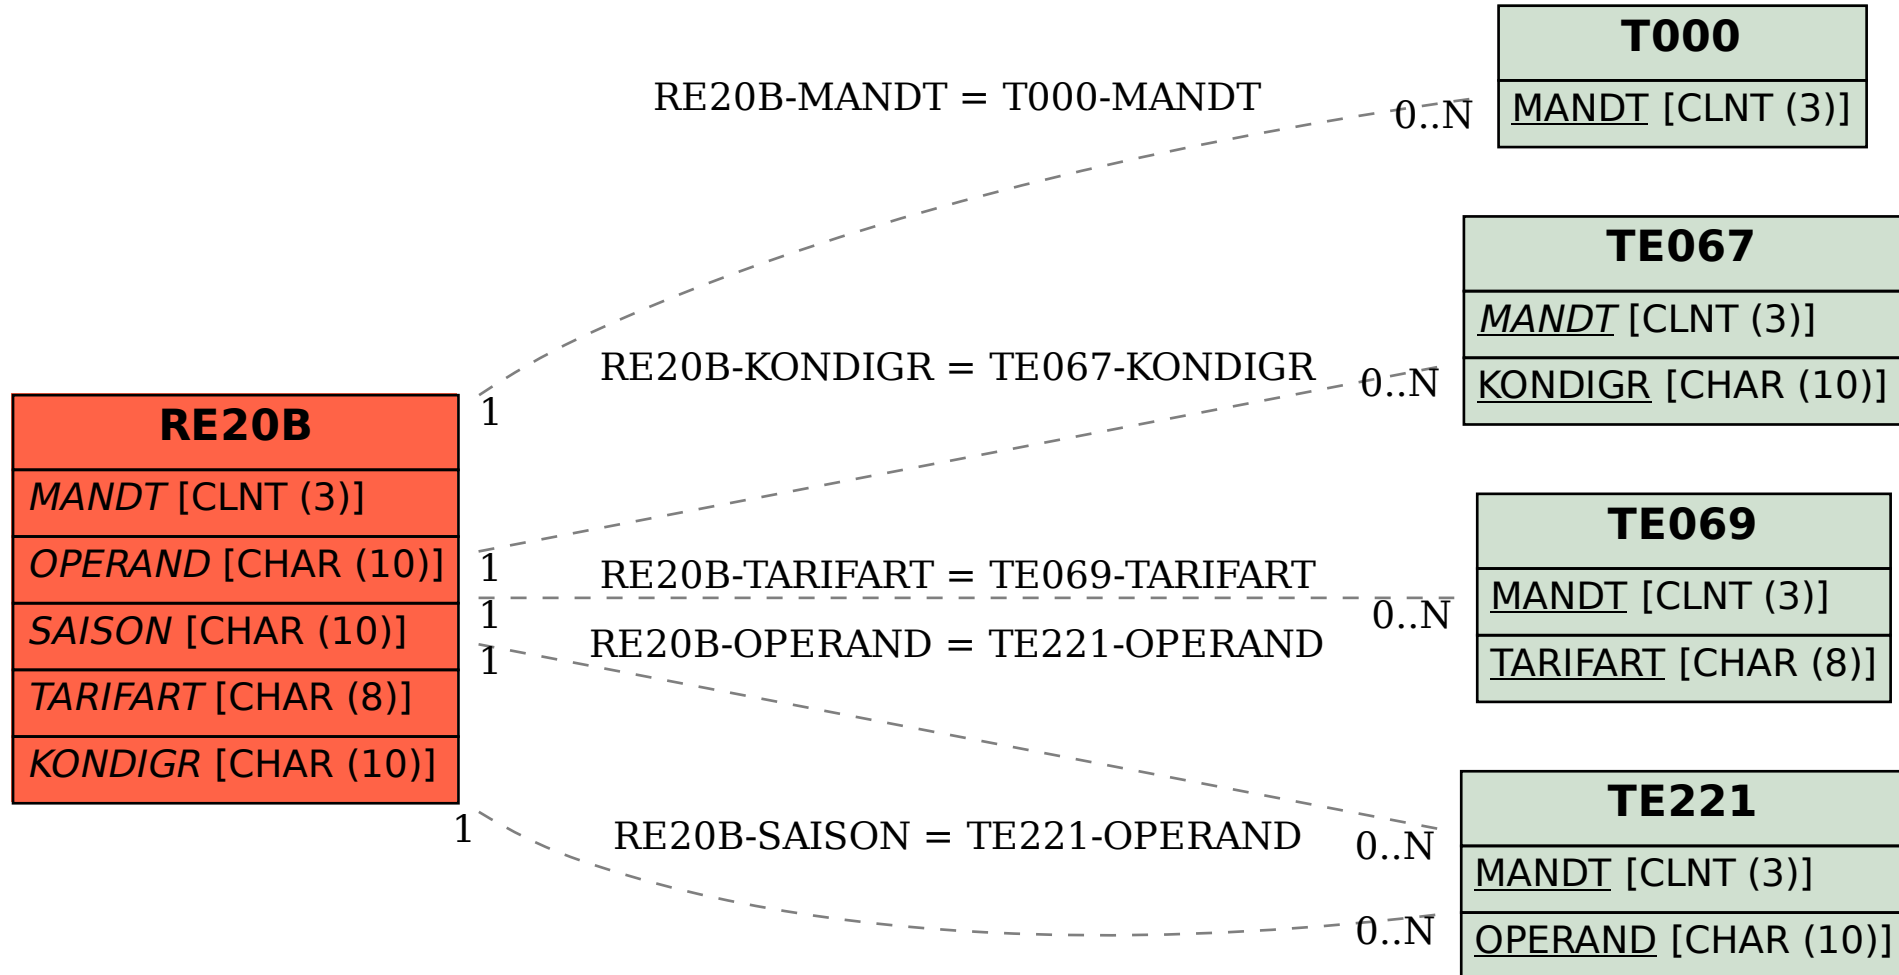 T000
MANDT [CLNT (3)]
RE20B-MANDT = T000-MANDT
0..N
TE067
MANDT [CLNT (3)]
KONDIGR [CHAR (10)]
RE20B-KONDIGR = TE067-KONDIGR
0..N
1
RE20B
MANDT [CLNT (3)]
OPERAND [CHAR (10)]
SAISON [CHAR (10)]
TARIFART [CHAR (8)]
KONDIGR [CHAR (10)]
1
RE20B-TARIFART = TE069-TARIFART
1
0..N
TE069
MANDT [CLNT (3)]
TARIFART [CHAR (8)]
RE20B-OPERAND = TE221-OPERAND
1
0..N
RE20B-SAISON = TE221-OPERAND
1
0..N
TE221
MANDT [CLNT (3)]
OPERAND [CHAR (10)]